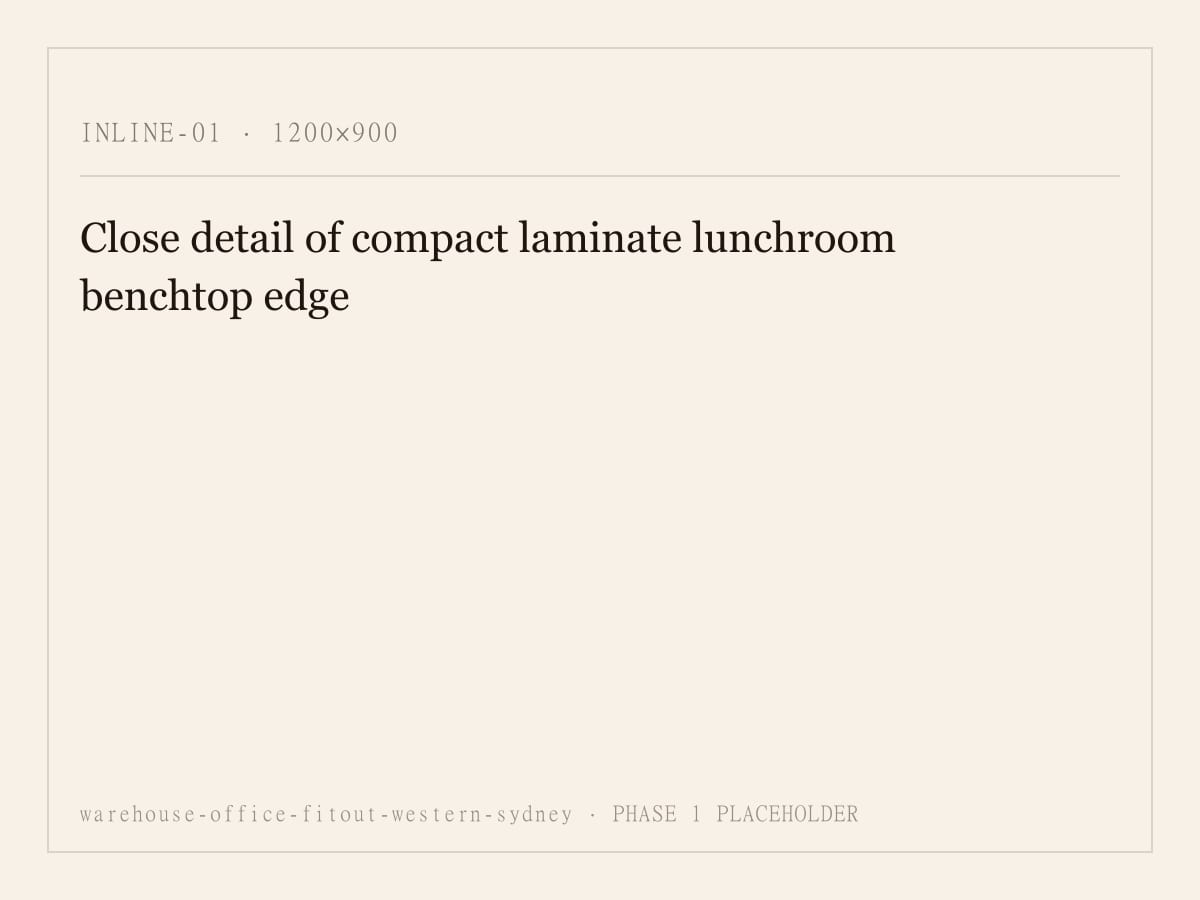 INLINE-01 · 1200×900
Close detail of compact laminate lunchroom
benchtop edge
warehouse-office-fitout-western-sydney · PHASE 1 PLACEHOLDER